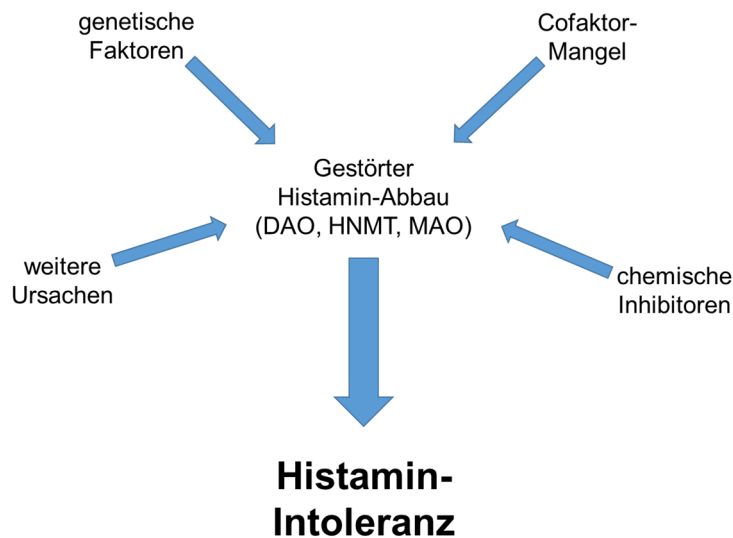 genetische
Faktoren
Cofaktor-
Mangel
Gestörter
Histamin-Abbau
(DAO, HNMT, MAO)
weitere
Ursachen
chemische
Inhibitoren
Histamin-
Intoleranz